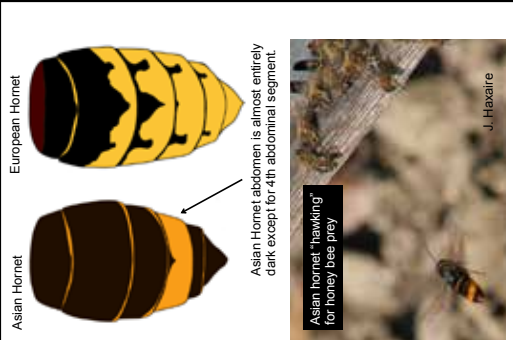 European Hornet
Asian Hornet
Asian Hornet abdomen is almost entirely
dark except for 4th abdominal segment.
Asian hornet "hawking"
for honey bee prey
J. Haxaire